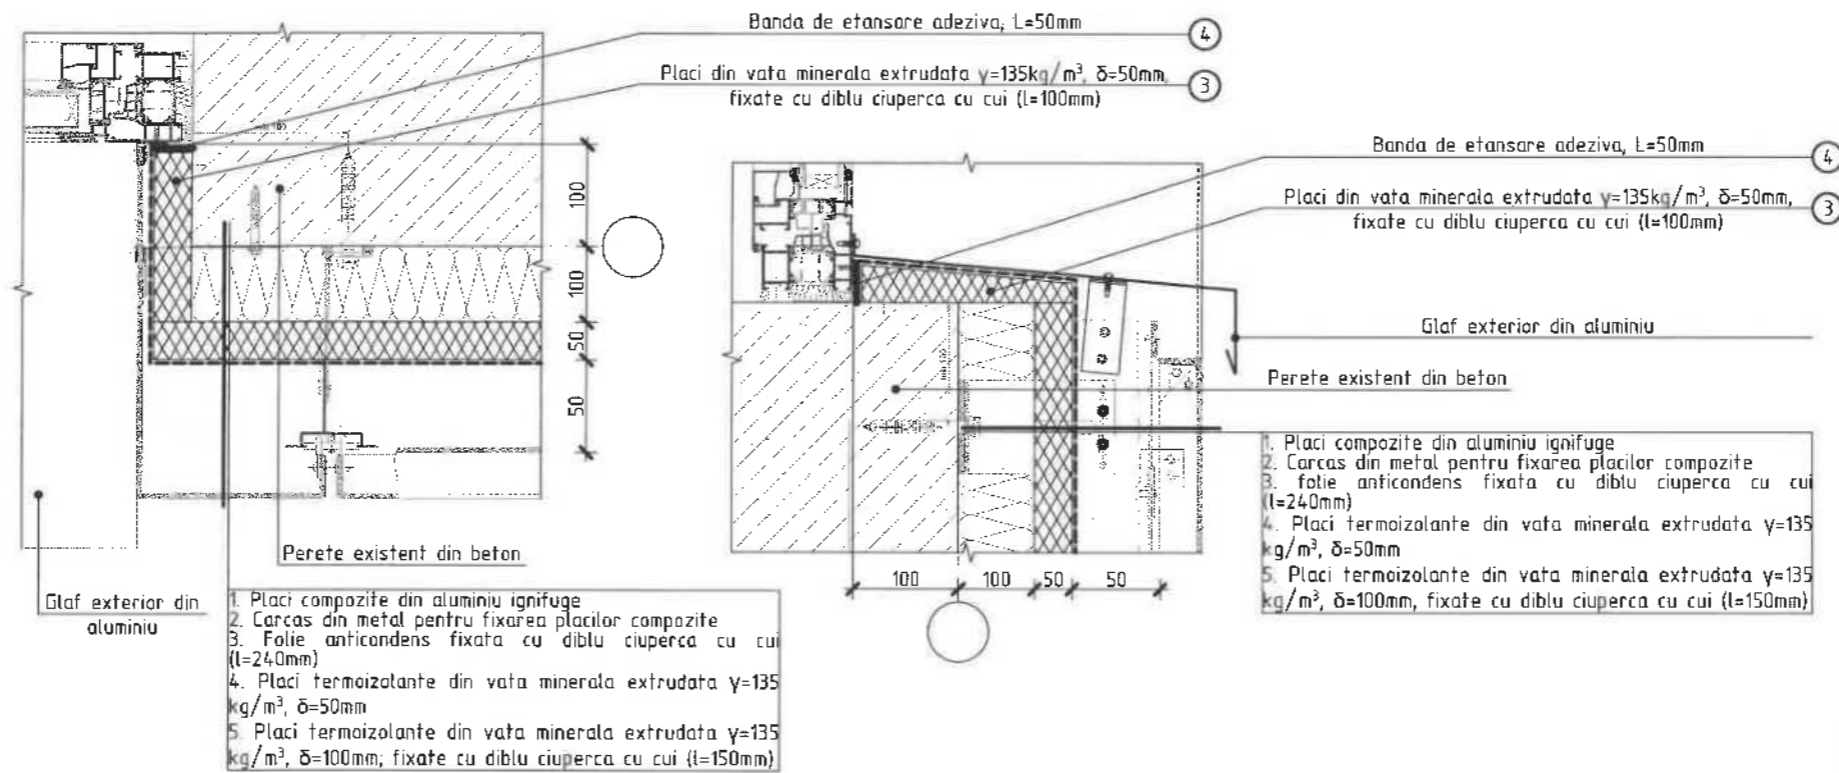 Banda de etansare adeziva, L=50mm
4
Placi din vata minerala extrudata γ=135kg/m³, δ=50mm,
fixate cu diblu ciuperca cu cui (l=100mm)
3
100
100
50
50
Perete existent din beton
Glaf exterior din
aluminiu
1. Placi compozite din aluminiu ignifuge
2. Carcas din metal pentru fixarea placilor compozite
3. Folie anticondens fixata cu diblu ciuperca cu cui
(l=240mm)
4. Placi termoizolante din vata minerala extrudata γ=135
kg/m³, δ=50mm
5. Placi termoizolante din vata minerala extrudata γ=135
kg/m³, δ=100mm; fixate cu diblu ciuperca cu cui (l=150mm)
Banda de etansare adeziva, L=50mm
4
Placi din vata minerala extrudata γ=135kg/m³, δ=50mm,
fixate cu diblu ciuperca cu cui (l=100mm)
3
Glaf exterior din aluminiu
Perete existent din beton
1. Placi compozite din aluminiu ignifuge
2. Carcas din metal pentru fixarea placilor compozite
3. folie anticondens fixata cu diblu ciuperca cu cui
(l=240mm)
4. Placi termoizolante din vata minerala extrudata γ=135
kg/m³, δ=50mm
5. Placi termoizolante din vata minerala extrudata γ=135
kg/m³, δ=100mm, fixate cu diblu ciuperca cu cui (l=150mm)
100
100
50
50